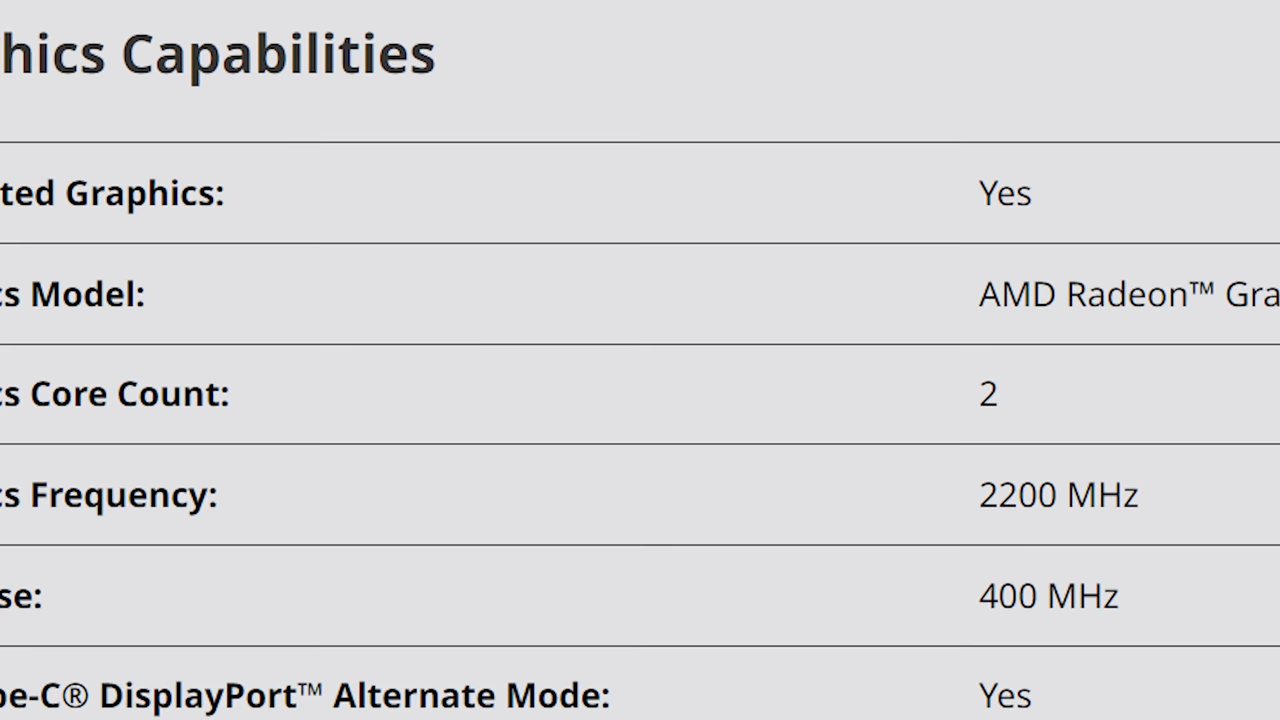 hics Capabilities
ted Graphics: Yes
cs Model: AMD Radeon™ Gra
cs Core Count: 2
cs Frequency: 2200 MHz
se: 400 MHz
pe-C® DisplayPort™ Alternate Mode: Yes